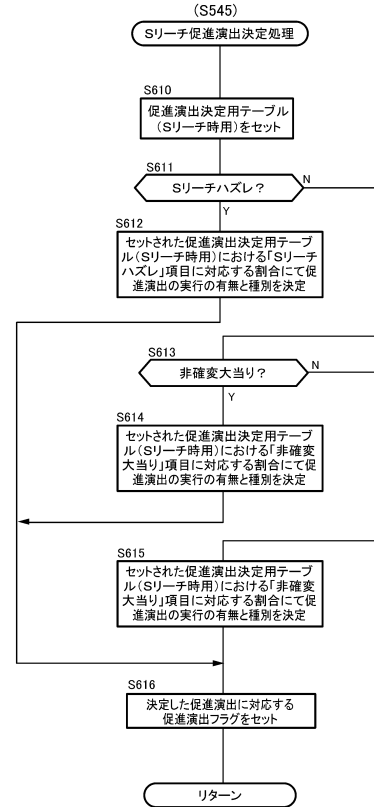 (S545)
Sリーチ促進演出決定処理
S610
促進演出決定用テーブル
(Sリーチ時用)をセット
S611
Sリーチハズレ?
N
Y
S612
セットされた促進演出決定用テーブ
ル(Sリーチ時用)における「Sリーチ
ハズレ」項目に対応する割合にて促
進演出の実行の有無と種別を決定
S613
非確変大当り?
N
Y
S614
セットされた促進演出決定用テーブ
ル(Sリーチ時用)における「非確変
大当り」項目に対応する割合にて促
進演出の実行の有無と種別を決定
S615
セットされた促進演出決定用テーブ
ル(Sリーチ時用)における「非確変
大当り」項目に対応する割合にて促
進演出の実行の有無と種別を決定
S616
決定した促進演出に対応する
促進演出フラグをセット
リターン